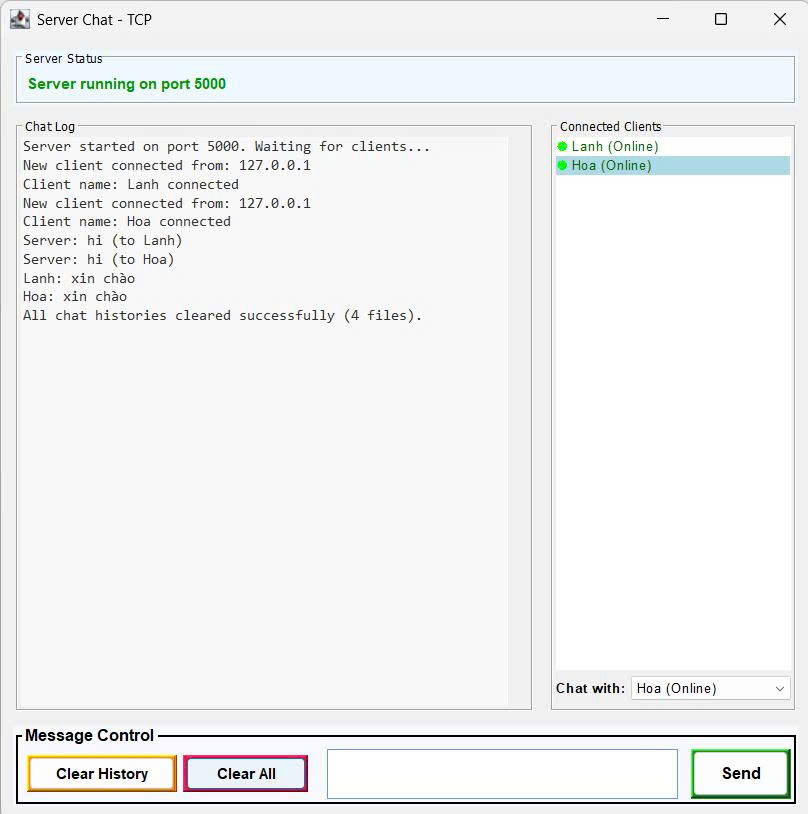 Server Chat - TCP
Server Status
Server running on port 5000
Chat Log
Server started on port 5000. Waiting for clients...
New client connected from: 127.0.0.1
Client name: Lanh connected
New client connected from: 127.0.0.1
Client name: Hoa connected
Server: hi (to Lanh)
Server: hi (to Hoa)
Lanh: xin chào
Hoa: xin chào
All chat histories cleared successfully (4 files).
Connected Clients
Lanh (Online)
Hoa (Online)
Chat with: Hoa (Online)
Message Control
Clear History
Clear All
Send